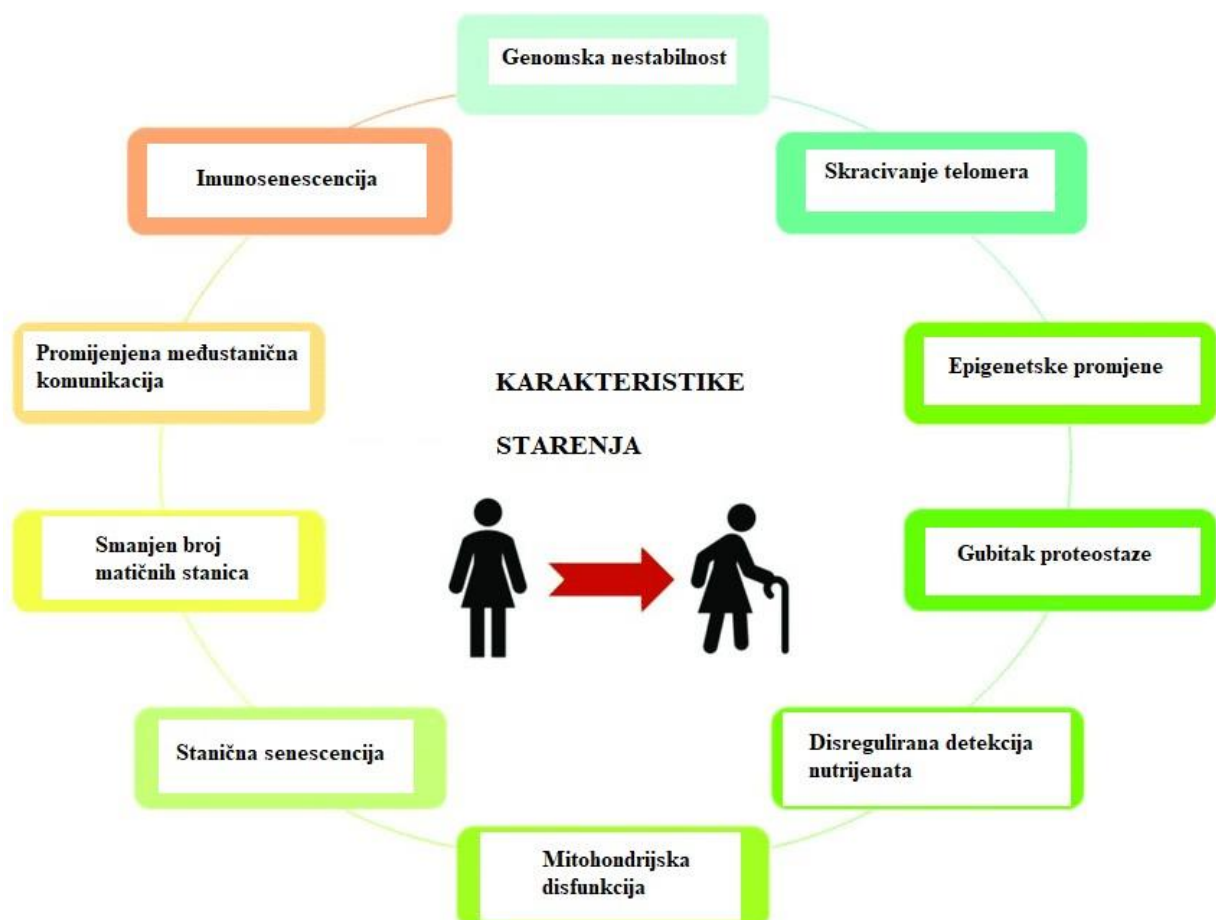 Genomska nestabilnost
Skracivanje telomera
Epigenetske promjene
Gubitak proteostaze
Disregulirana detekcija
nutrijenata
Mitohondrijska
disfunkcija
Stanična senescencija
Smanjen broj
matičnih stanica
Promijenjena međustanična
komunikacija
Imunosenescencija
KARAKTERISTIKE
STARENJA